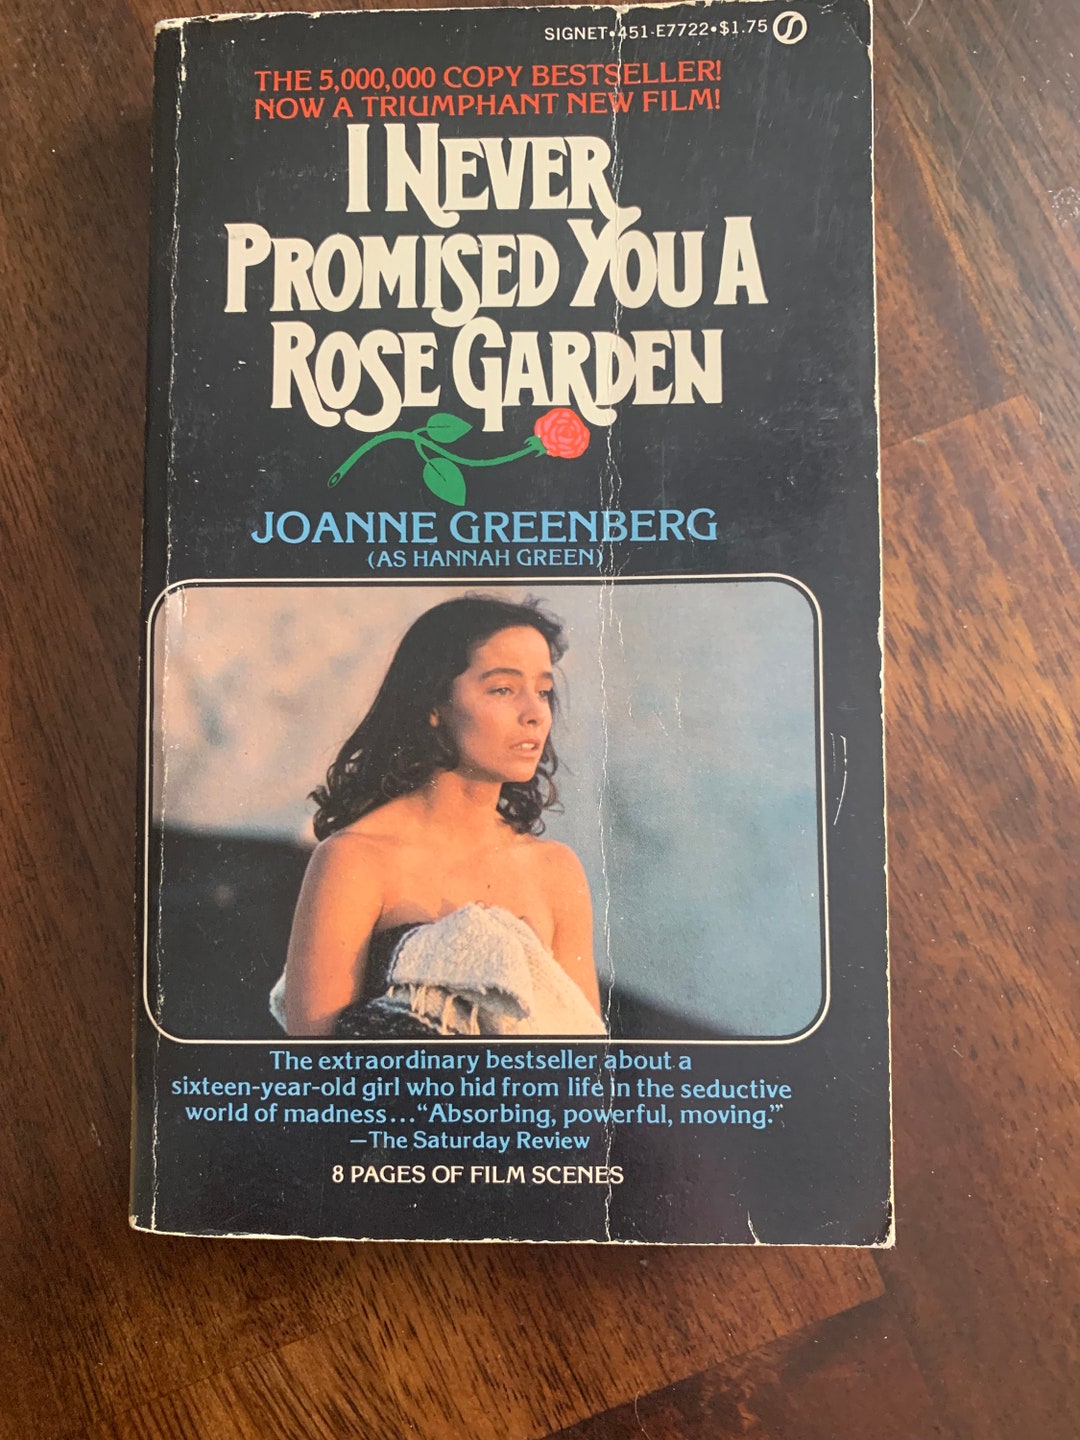 SIGNET•451-E7722•$1.75
THE 5,000,000 COPY BESTSELLER!
NOW A TRIUMPHANT NEW FILM!
I NEVER
PROMISED YOU A
ROSE GARDEN
JOANNE GREENBERG
(AS HANNAH GREEN)
The extraordinary bestseller about a
sixteen-year-old girl who hid from life in the seductive
world of madness..."Absorbing, powerful, moving."
—The Saturday Review
8 PAGES OF FILM SCENES